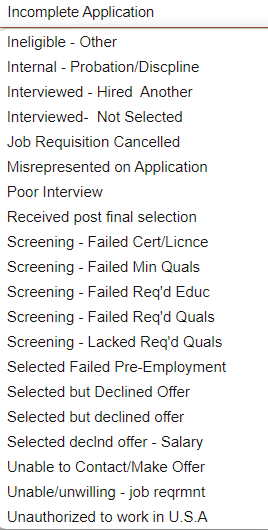 Incomplete Application
Ineligible - Other
Internal - Probation/Discpline
Interviewed - Hired  Another
Interviewed-  Not Selected
Job Requisition Cancelled
Misrepresented on Application
Poor Interview
Received post final selection
Screening - Failed Cert/Licnce
Screening - Failed Min Quals
Screening - Failed Req'd Educ
Screening - Failed Req'd Quals
Screening - Lacked Req'd Quals
Selected Failed Pre-Employment
Selected but Declined Offer
Selected but declined offer
Selected declnd offer - Salary
Unable to Contact/Make Offer
Unable/unwilling - job reqrmnt
Unauthorized to work in U.S.A